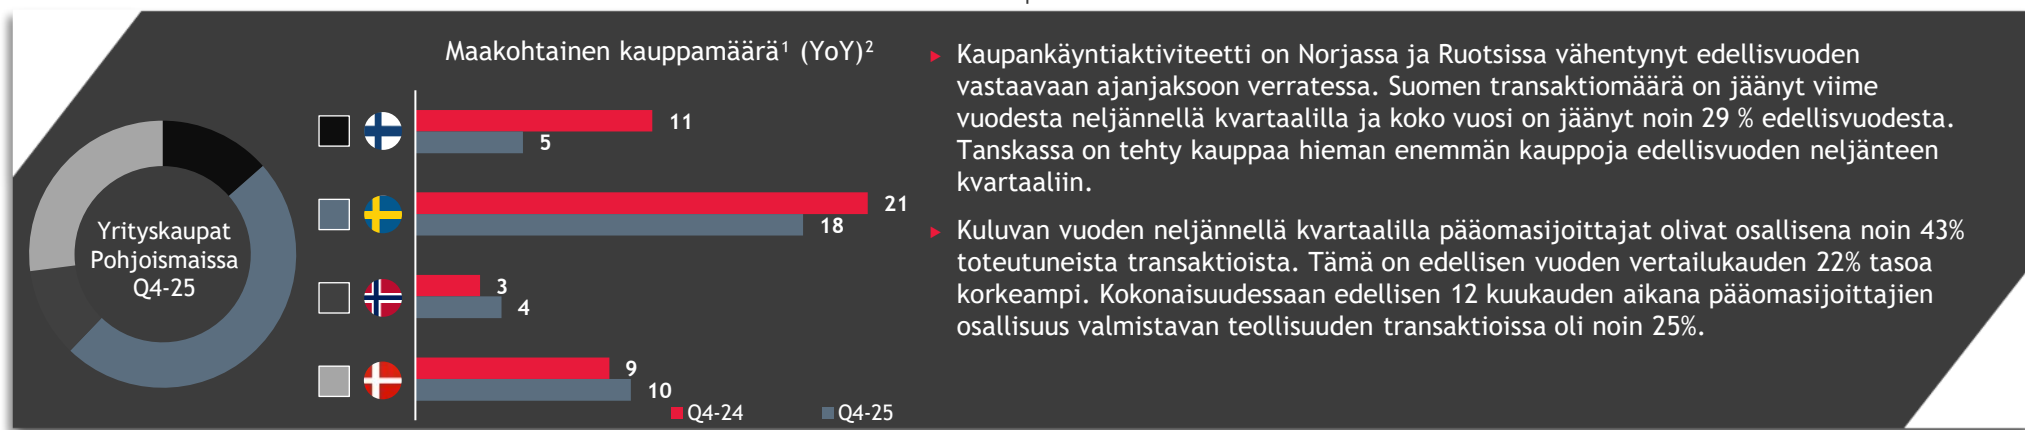 Maakohtainen kauppamäärä¹ (YoY)²
11
5
21
18
3
4
9
10
Q4-24
Q4-25
Yrityskaupat
Pohjoismaissa
Q4-25
Kaupankäyntiaktiviteetti on Norjassa ja Ruotsissa vähentynyt edellisvuoden
vastaavaan ajanjaksoon verratessa. Suomen transaktiomäärä on jäänyt viime
vuodesta neljännellä kvartaalilla ja koko vuosi on jäänyt noin 29 % edellisvuodesta.
Tanskassa on tehty kauppaa hieman enemmän kauppoja edellisvuoden neljänteen
kvartaaliin.
Kuluvan vuoden neljännellä kvartaalilla pääomasijoittajat olivat osallisena noin 43%
toteutuneista transaktioista. Tämä on edellisen vuoden vertailukauden 22% tasoa
korkeampi. Kokonaisuudessaan edellisen 12 kuukauden aikana pääomasijoittajien
osallisuus valmistavan teollisuuden transaktioissa oli noin 25%.